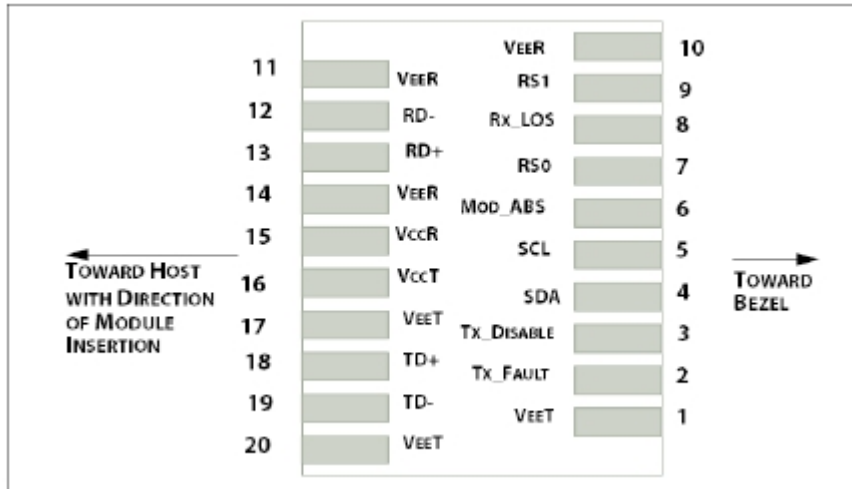 VEER 10
11 VEER RS1 9
12 RD- RX_LOS 8
13 RD+ RS0 7
14 VEER MOD_ABS 6
15 VCCR SCL 5
16 VCCT SDA 4
17 VEET TX_DISABLE 3
18 TD+ TX_FAULT 2
19 TD- VEET 1
20 VEET
TOWARD HOST
WITH DIRECTION
OF MODULE
INSERTION
TOWARD
BEZEL